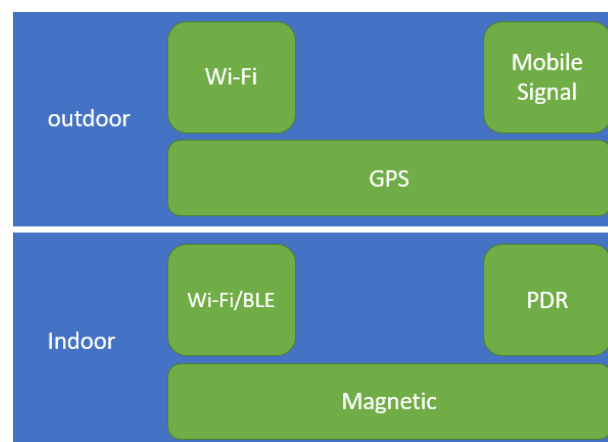 Wi-Fi
Mobile
Signal
outdoor
GPS
Wi-Fi/BLE
PDR
Indoor
Magnetic